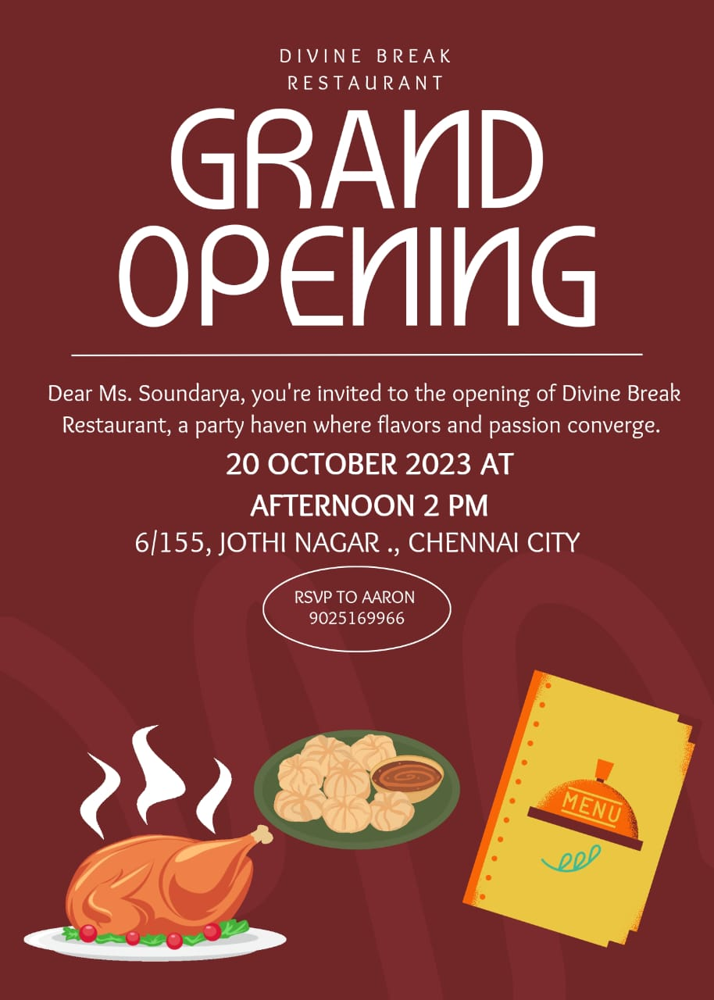 DIVINE BREAK
RESTAURANT
GRAND
OPENING
Dear Ms. Soundarya, you're invited to the opening of Divine Break
Restaurant, a party haven where flavors and passion converge.
20 OCTOBER 2023 AT
AFTERNOON 2 PM
6/155, JOTHI NAGAR ., CHENNAI CITY
RSVP TO AARON
9025169966
MENU